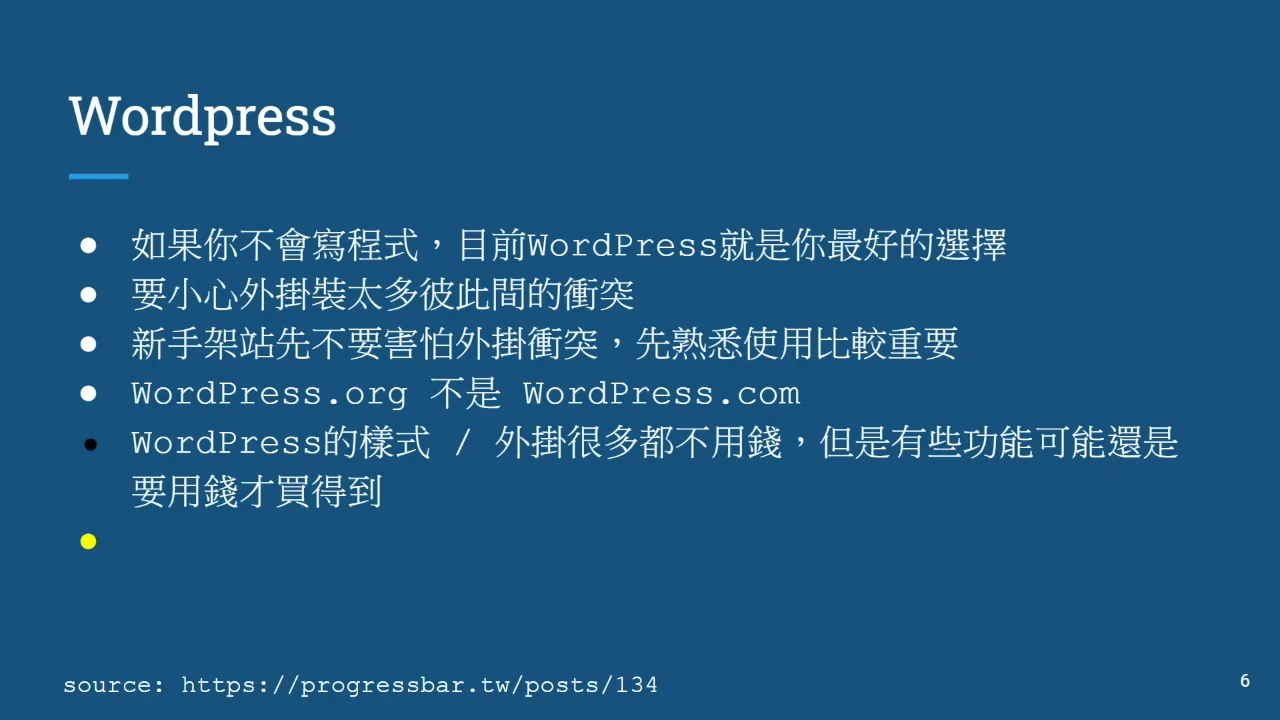 Wordpress
● 如果你不會寫程式，目前WordPress就是你最好的選擇
● 要小心外掛裝太多彼此間的衝突
● 新手架站先不要害怕外掛衝突，先熟悉使用比較重要
● WordPress.org 不是 WordPress.com
● WordPress的樣式 / 外掛很多都不用錢，但是有些功能可能還是
要用錢才買得到
●
source: https://progressbar.tw/posts/134
6